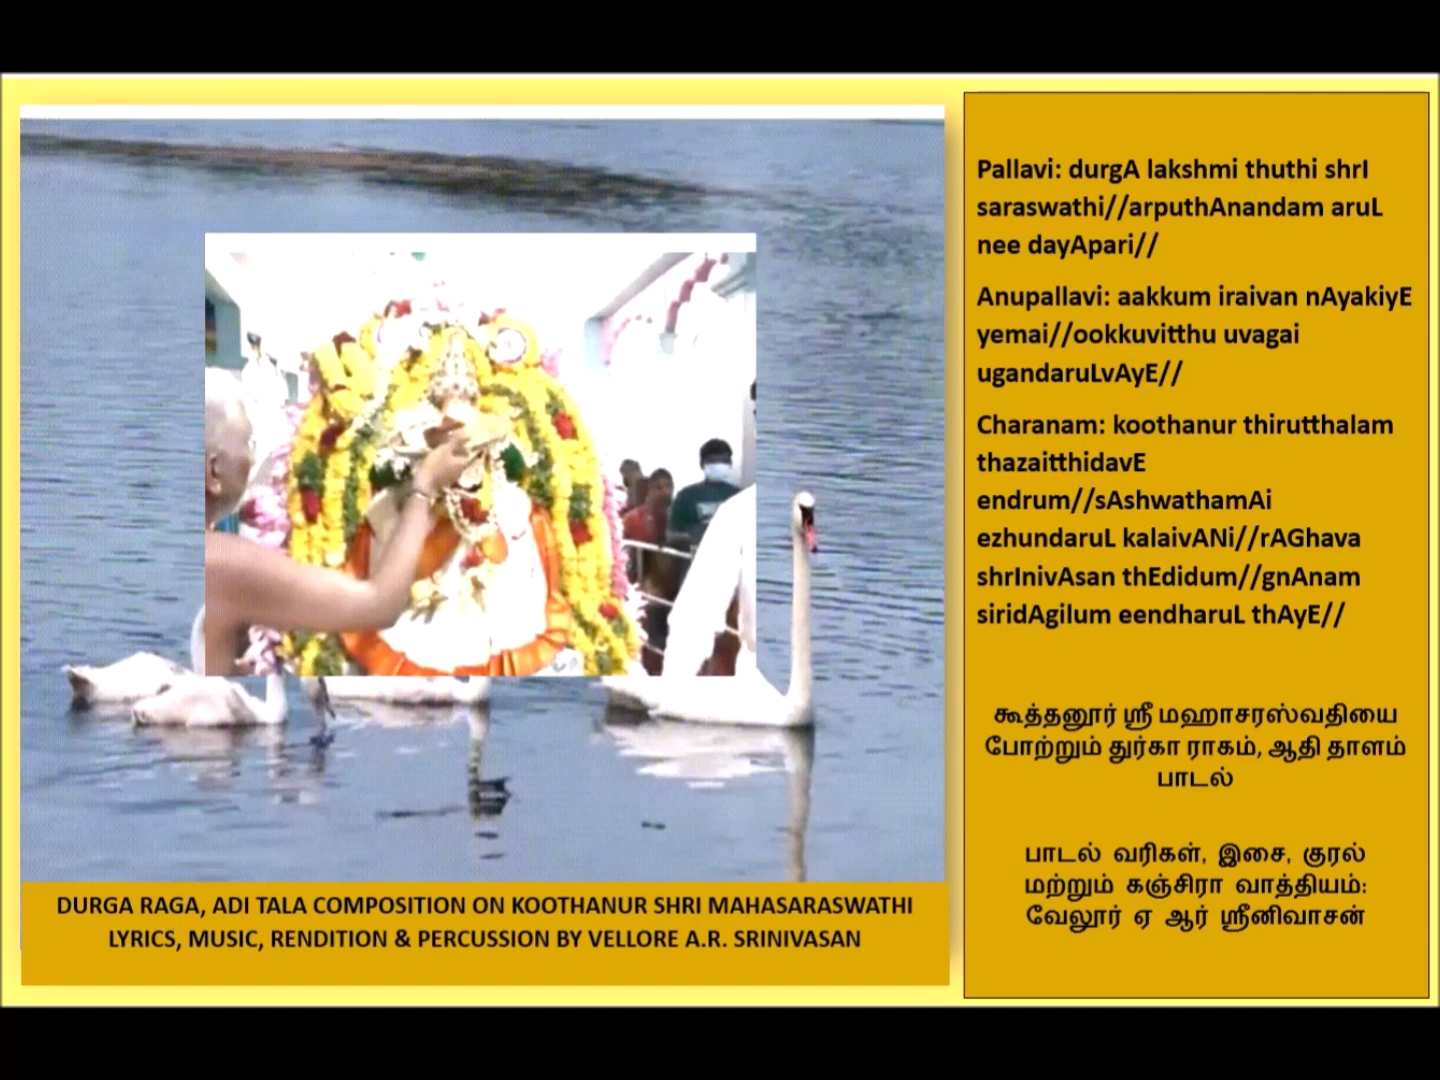 Pallavi: durgA lakshmi thuthi shrI
saraswathi//arputhAnandam aruL
nee dayApari//
Anupallavi: aakkum iraivan nAyakiyE
yemai//ookkuvitthu uvagai
ugandaruLvAyE//
Charanam: koothanur thirutthalam
thazaitthidavE
endrum//sAshwathamAi
ezhundaruL kalaivANi//rAGhava
shrInivAsan thEdidum//gnAnam
siridAgilum eendharuL thAyE//
கூத்தனூர் ஸ்ரீ மஹாசரஸ்வதியை
போற்றும் துர்கா ராகம், ஆதி தாளம்
பாடல்
பாடல் வரிகள், இசை, குரல்
மற்றும் கஞ்சிரா வாத்தியம்:
வேலூர் ஏ ஆர் ஸ்ரீனிவாசன்
DURGA RAGA, ADI TALA COMPOSITION ON KOOTHANUR SHRI MAHASARASWATHI
LYRICS, MUSIC, RENDITION & PERCUSSION BY VELLORE A.R. SRINIVASAN